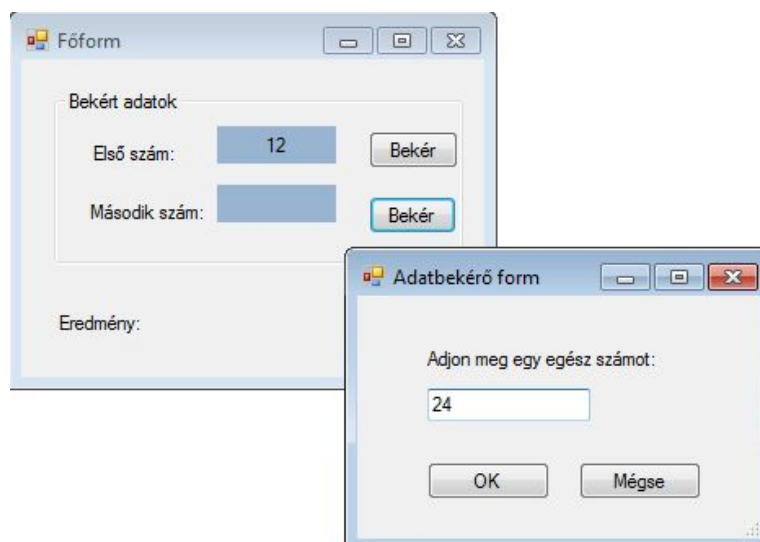 Főform
Bekért adatok
Első szám: 12 Bekér
Második szám: Bekér
Eredmény:
Adatbekérő form
Adjon meg egy egész számot:
24
OK Mégse